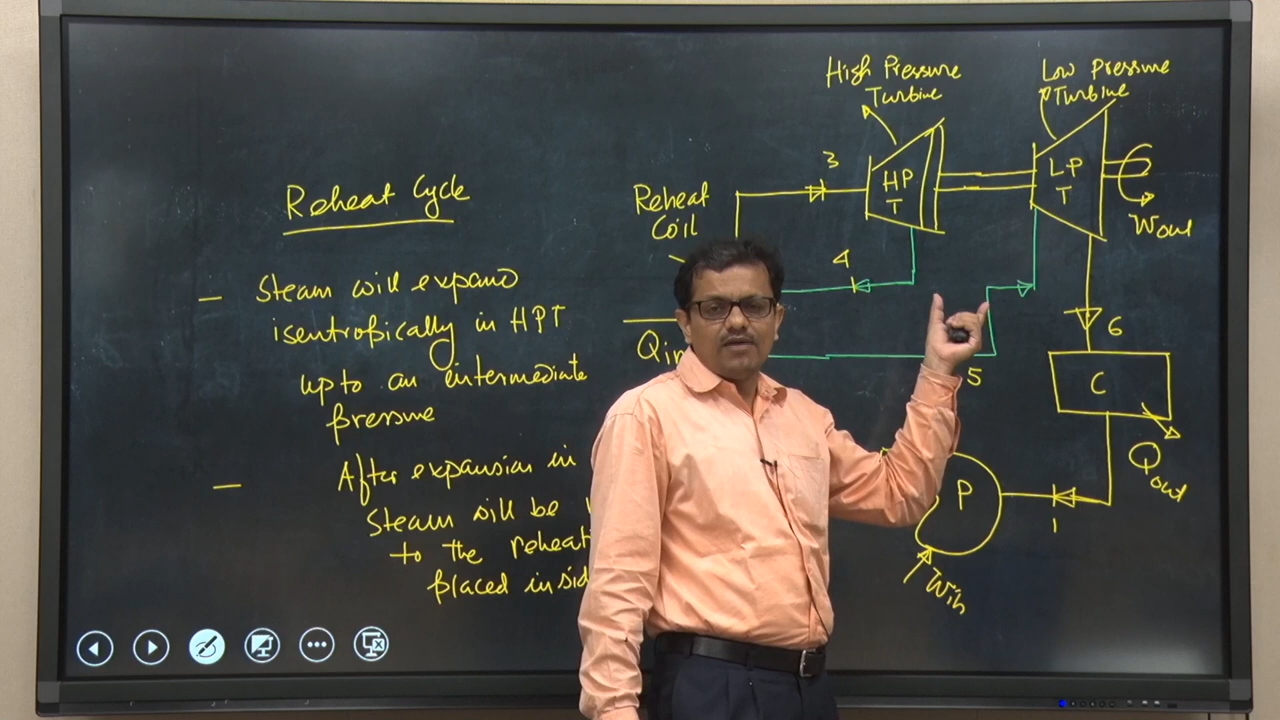 Reheat Cycle
– Steam will expand
isentropically in HPT
up to an intermediate
pressure
– After expansion in
Steam will be
to the reheat
placed insid
High Pressure
Turbine
Low Pressure
Turbine
3
HP
T
LP
T
Wout
Reheat
Coil
4
Qin
5
6
C
Qout
P
1
Win